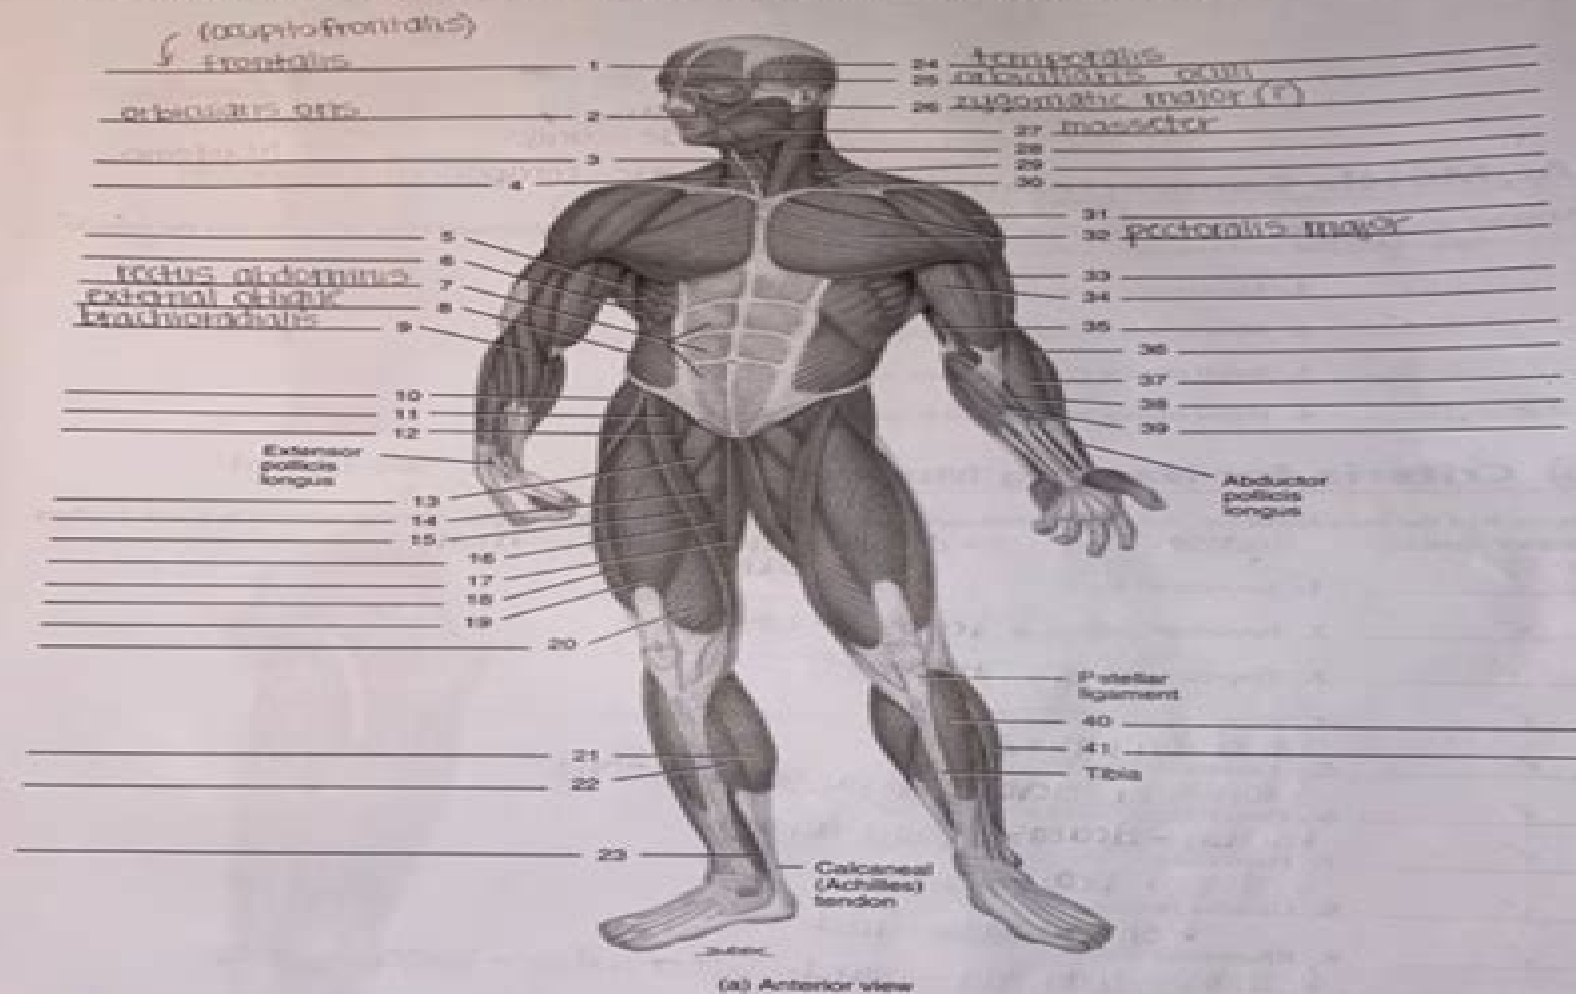 (occipitofrontalis)
frontalis 1
orbicularis oris 2
3
4
5
6
rectus abdominis 7
external oblique 8
brachioradialis 9
10
11
12
Extensor
pollicis
longus
13
14
15
16
17
18
19
20
21
22
23
24 temporalis
25 orbicularis oculi
26 zygomatic major (r)
27 masseter
28
29
30
31
32 pectoralis major
33
34
35
36
37
38
39
Abductor
pollicis
longus
Patellar
ligament
40
41
Tibia
Calcaneal
(Achilles)
tendon
(a) Anterior view